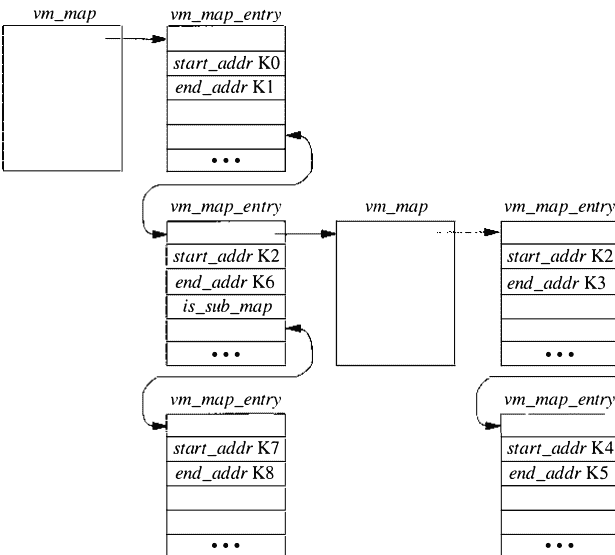 vm_map
vm_map_entry
start_addr K0
end_addr K1
• • •
vm_map_entry
start_addr K2
end_addr K6
is_sub_map
• • •
vm_map
vm_map_entry
start_addr K2
end_addr K3
• • •
vm_map_entry
start_addr K7
end_addr K8
• • •
vm_map_entry
start_addr K4
end_addr K5
• • •